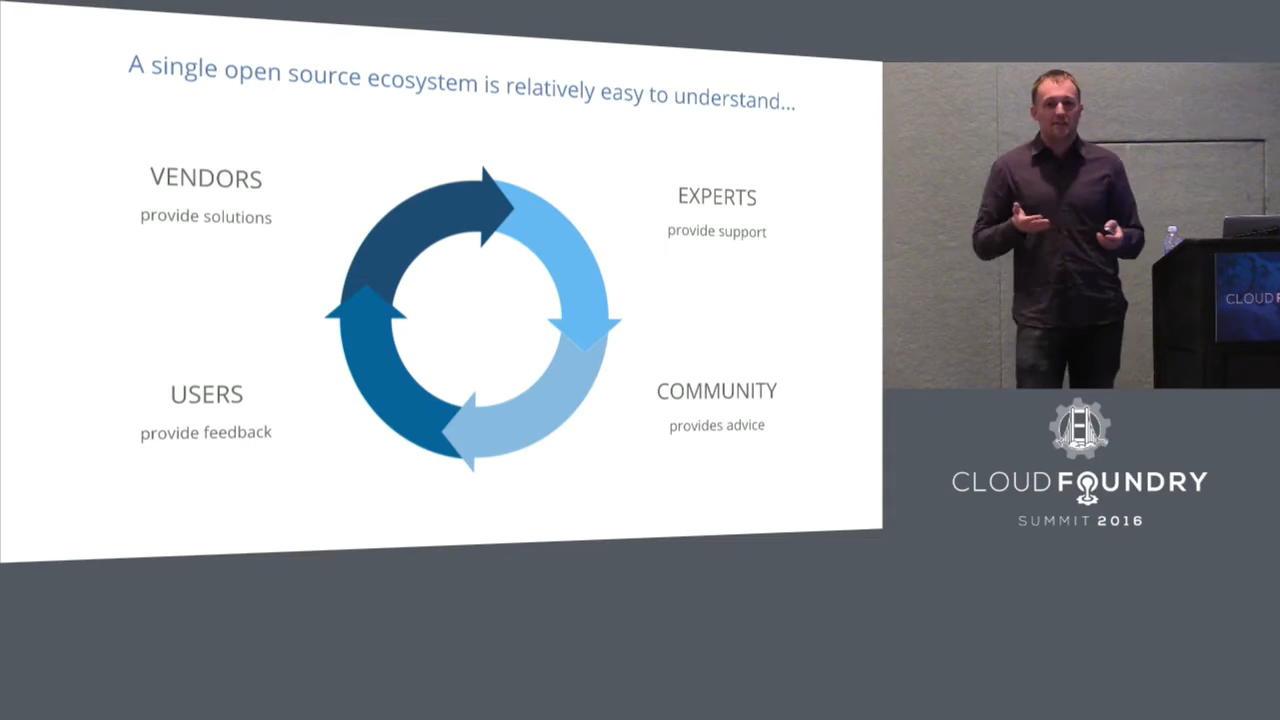 A single open source ecosystem is relatively easy to understand...
VENDORS
provide solutions
EXPERTS
provide support
USERS
provide feedback
COMMUNITY
provides advice
CLOUD F
CLOUD FOUNDRY
SUMMIT 2016